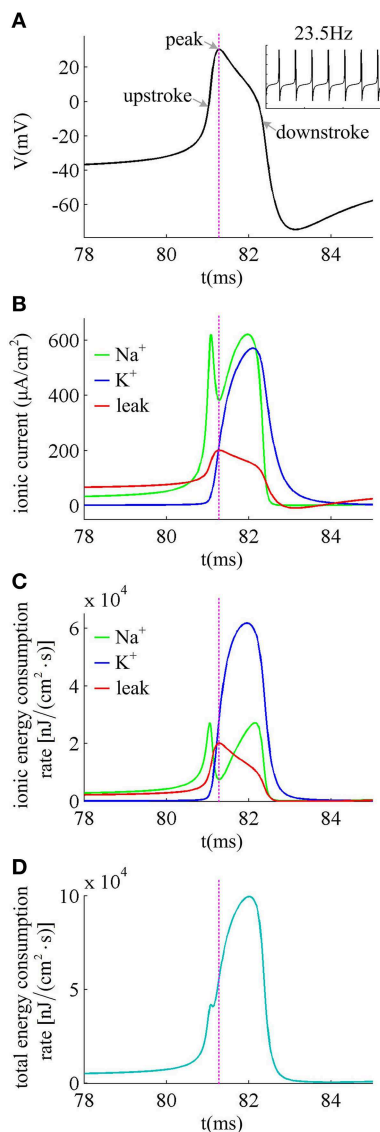 A
peak
23.5Hz
upstroke
downstroke
V(mV)
20
0
-20
-40
-60
78 80 82 84
t(ms)
B
ionic current (μA/cm²)
600
400
200
0
Na⁺
K⁺
leak
78 80 82 84
t(ms)
C
x 10⁴
ionic energy consumption
rate [nJ/(cm²·s)]
6
4
2
0
Na⁺
K⁺
leak
78 80 82 84
t(ms)
D
x 10⁴
total energy consumption
rate [nJ/(cm²·s)]
10
5
0
78 80 82 84
t(ms)